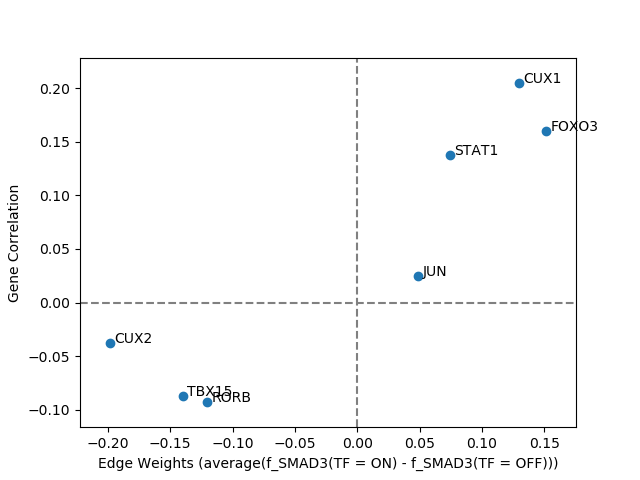 0.20
0.15
0.10
0.05
0.00
−0.05
−0.10
Gene Correlation
CUX1
FOXO3
STAT1
JUN
CUX2
TBX15
RORB
−0.20 −0.15 −0.10 −0.05 0.00 0.05 0.10 0.15
Edge Weights (average(f_SMAD3(TF = ON) - f_SMAD3(TF = OFF)))